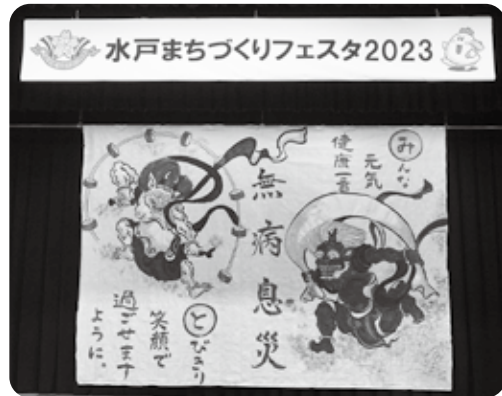 水戸まちづくりフェスタ2023
みんな
元気
健康一番
無病息災
とびきり
笑顔で
過ごせます
ように。